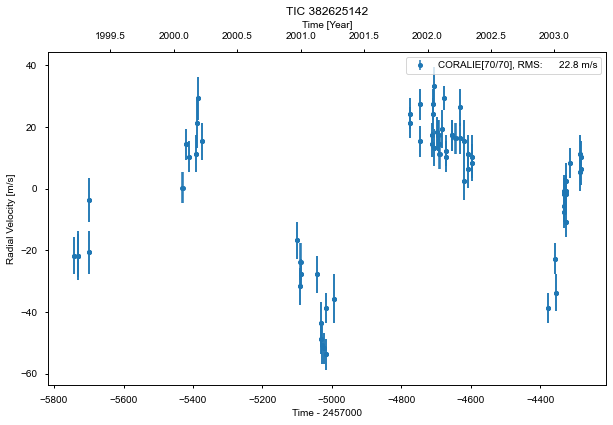 TIC 382625142
Time [Year]
1999.5 2000.0 2000.5 2001.0 2001.5 2002.0 2002.5 2003.0
CORALIE[70/70], RMS: 22.8 m/s
40
20
0
−20
−40
−60
Radial Velocity [m/s]
−5800 −5600 −5400 −5200 −5000 −4800 −4600 −4400
Time - 2457000